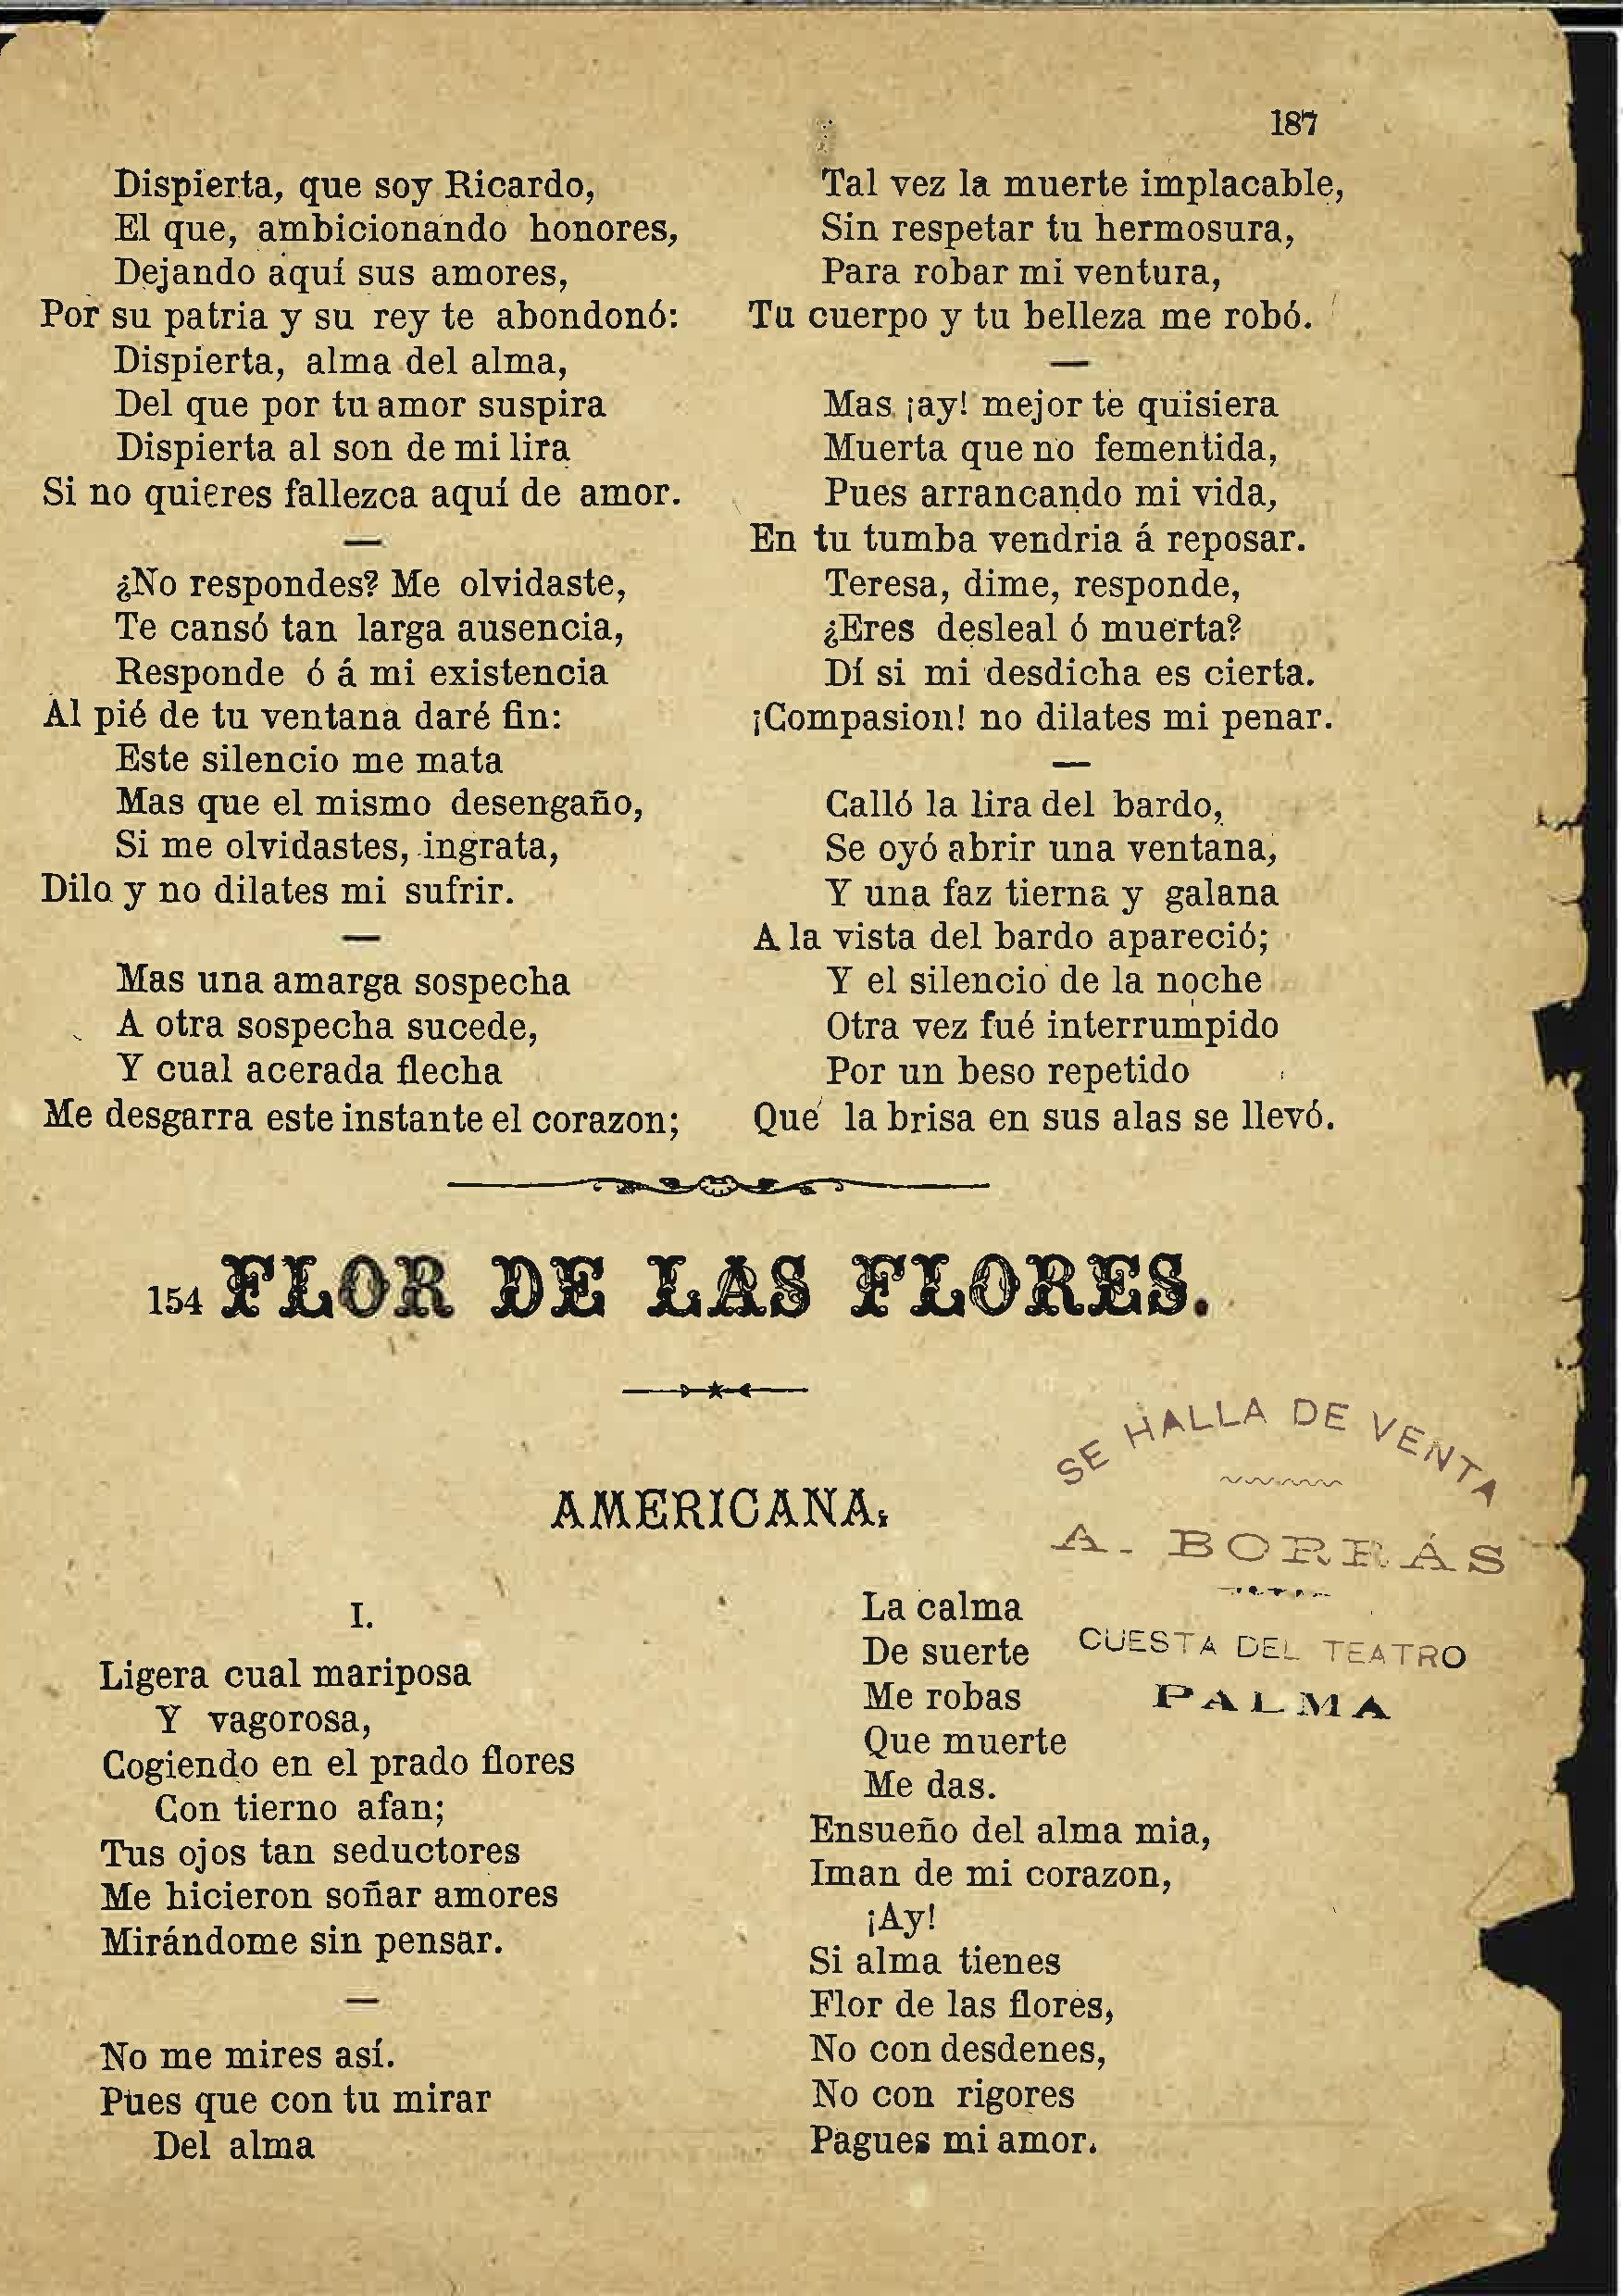 187
Dispierta, que soy Ricardo,
El que, ambicionando honores,
Dejando aquí sus amores,
Por su patria y su rey te abondonó:
Dispierta, alma del alma,
Del que por tu amor suspira
Dispierta al son de mi lira
Si no quieres fallezca aquí de amor.
—
¿No respondes? Me olvidaste,
Te cansó tan larga ausencia,
Responde ó á mi existencia
Al pié de tu ventana daré fin:
Este silencio me mata
Mas que el mismo desengaño,
Si me olvidastes, ingrata,
Dilo y no dilates mi sufrir.
—
Mas una amarga sospecha
A otra sospecha sucede,
Y cual acerada flecha
Me desgarra este instante el corazon;
Tal vez la muerte implacable,
Sin respetar tu hermosura,
Para robar mi ventura,
Tu cuerpo y tu belleza me robó.
—
Mas ¡ay! mejor te quisiera
Muerta que no fementida,
Pues arrancando mi vida,
En tu tumba vendria á reposar.
Teresa, dime, responde,
¿Eres desleal ó muerta?
Dí si mi desdicha es cierta.
¡Compasion! no dilates mi penar.
—
Calló la lira del bardo,
Se oyó abrir una ventana,
Y una faz tierna y galana
A la vista del bardo apareció;
Y el silencio de la noche
Otra vez fué interrumpido
Por un beso repetido
Que la brisa en sus alas se llevó.
154 FLOR DE LAS FLORES.
AMERICANA.
I.
Ligera cual mariposa
Y vagorosa,
Cogiendo en el prado flores
Con tierno afan;
Tus ojos tan seductores
Me hicieron soñar amores
Mirándome sin pensar.
—
No me mires así.
Pues que con tu mirar
Del alma
La calma
De suerte
Me robas
Que muerte
Me das.
Ensueño del alma mia,
Iman de mi corazon,
¡Ay!
Si alma tienes
Flor de las flores,
No con desdenes,
No con rigores
Pagues mi amor.
SE HALLA DE VENTA
A. BORRÁS
CUESTA DEL TEATRO
PALMA